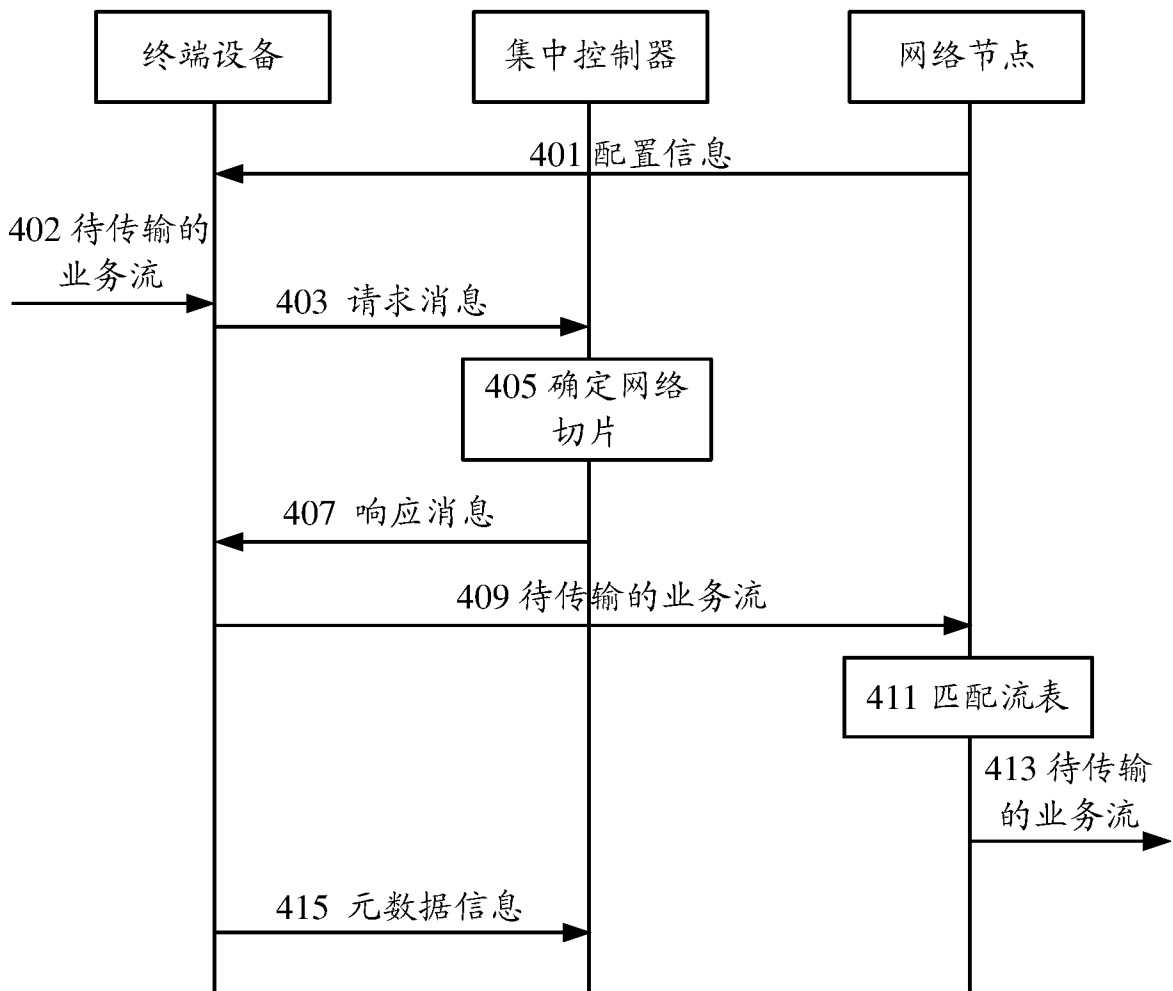 终端设备
集中控制器
网络节点
401 配置信息
402 待传输的
业务流
403 请求消息
405 确定网络
切片
407 响应消息
409 待传输的业务流
411 匹配流表
413 待传输
的业务流
415 元数据信息